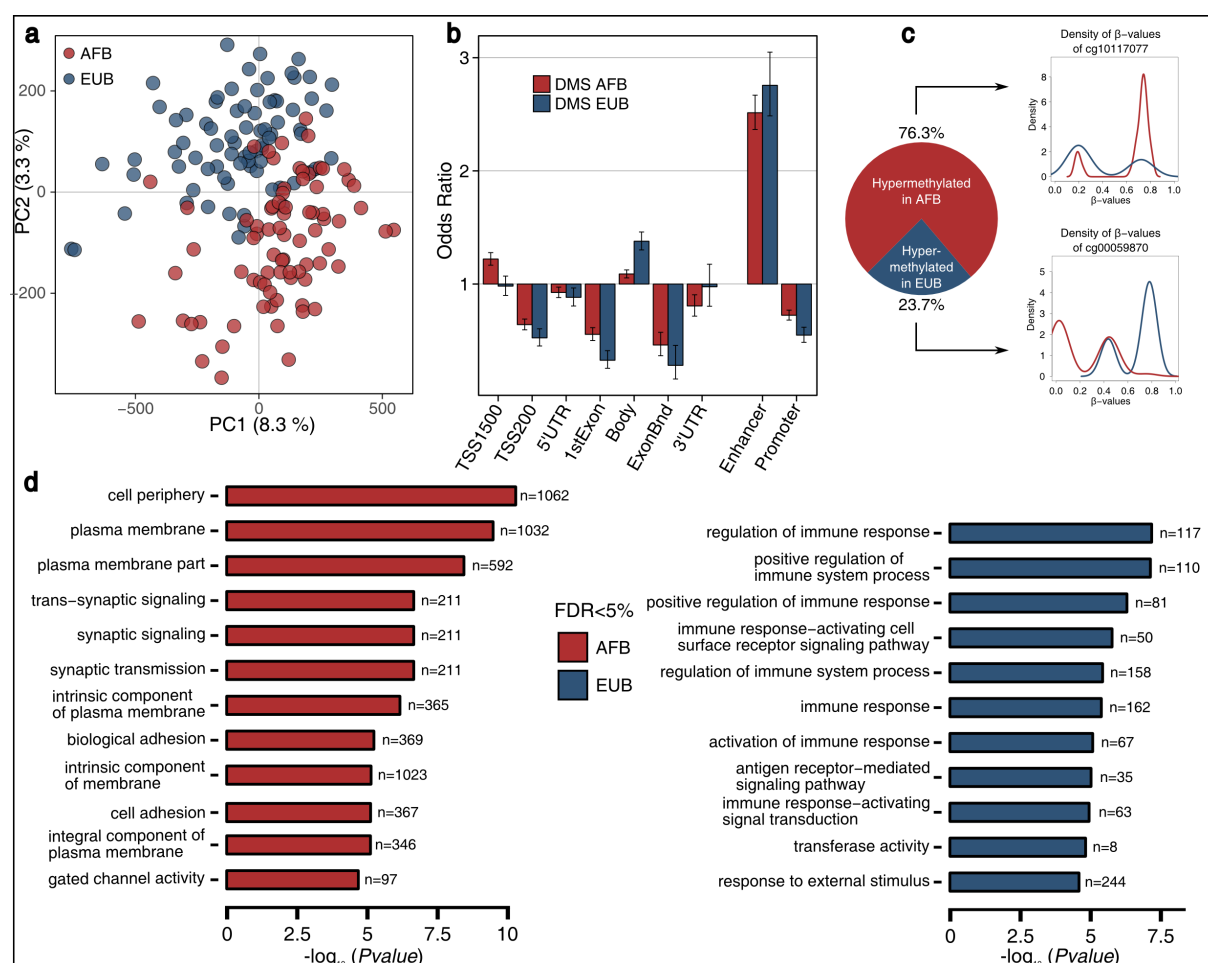 a
AFB
EUB
PC2 (3.3 %)
200
0
−200
−500
0
500
PC1 (8.3 %)
b
DMS AFB
DMS EUB
Odds Ratio
3
2
1
TSS1500
TSS200
5'UTR
1stExon
Body
ExonBnd
3'UTR
Enhancer
Promoter
c
76.3%
Hypermethylated
in AFB
Hyper-
methylated
in EUB
23.7%
Density of β-values
of cg10117077
Density
8
6
4
2
0
0.0 0.2 0.4 0.6 0.8 1.0
β-values
Density of β-values
of cg00059870
Density
5
4
3
2
1
0
0.0 0.2 0.4 0.6 0.8 1.0
β-values
d
cell periphery n=1062
plasma membrane n=1032
plasma membrane part n=592
trans−synaptic signaling n=211
synaptic signaling n=211
synaptic transmission n=211
intrinsic component
of plasma membrane n=365
biological adhesion n=369
intrinsic component
of membrane n=1023
cell adhesion n=367
integral component of
plasma membrane n=346
gated channel activity n=97
0 2.5 5 7.5 10
-log₁₀ (Pvalue)
FDR<5%
AFB
EUB
regulation of immune response n=117
positive regulation of
immune system process n=110
positive regulation of immune response n=81
immune response−activating cell
surface receptor signaling pathway n=50
regulation of immune system process n=158
immune response n=162
activation of immune response n=67
antigen receptor−mediated
signaling pathway n=35
immune response−activating
signal transduction n=63
transferase activity n=8
response to external stimulus n=244
0 2.5 5 7.5
-log₁₀ (Pvalue)